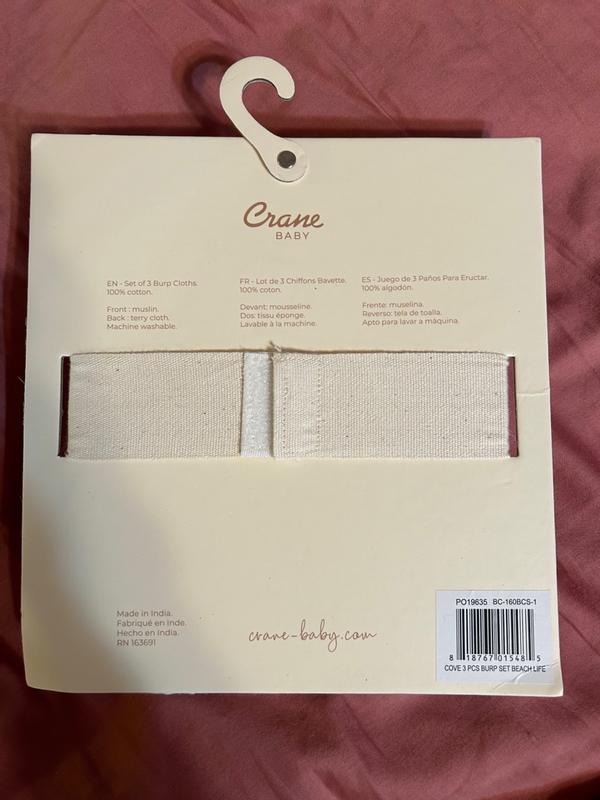 Crane
BABY
EN - Set of 3 Burp Cloths.
100% cotton.
Front : muslin.
Back : terry cloth.
Machine washable.
FR - Lot de 3 Chiffons Bavette.
100% coton.
Devant: mousseline.
Dos: tissu éponge.
Lavable à la machine.
ES - Juego de 3 Paños Para Eructar.
100% algodón.
Frente: muselina.
Reverso: tela de toalla.
Apto para lavar a máquina.
Made in India.
Fabriqué en Inde.
Hecho en India.
RN 163691
crane-baby.com
PO19635 BC-160BCS-1
8 18767 01548 5
COVE 3 PCS BURP SET BEACH LIFE